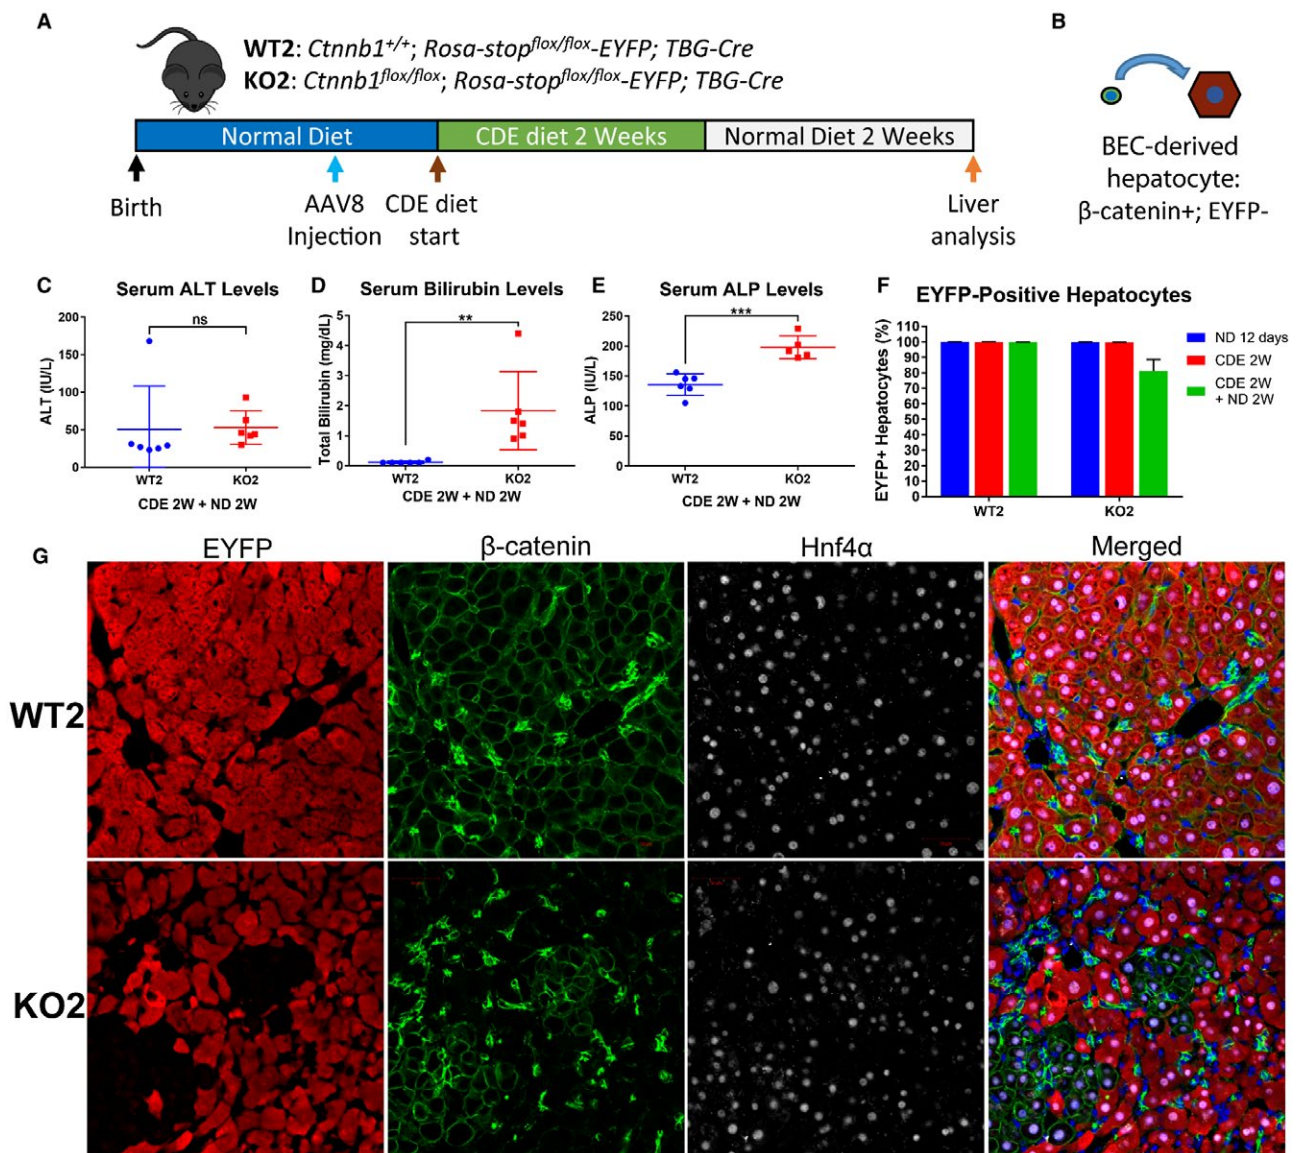 A
WT2: Ctnnb1+/+; Rosa-stopflox/flox-EYFP; TBG-Cre
KO2: Ctnnb1flox/flox; Rosa-stopflox/flox-EYFP; TBG-Cre
Normal Diet
CDE diet 2 Weeks
Normal Diet 2 Weeks
Birth
AAV8
Injection
CDE diet
start
Liver
analysis
B
BEC-derived
hepatocyte:
β-catenin+; EYFP-
C
Serum ALT Levels
ns
ALT (IU/L)
200
150
100
50
0
WT2
KO2
CDE 2W + ND 2W
D
Serum Bilirubin Levels
**
Total Bilirubin (mg/dL)
5
4
3
2
1
0
WT2
KO2
CDE 2W + ND 2W
E
Serum ALP Levels
***
ALP (IU/L)
250
200
150
100
50
0
WT2
KO2
CDE 2W + ND 2W
F
EYFP-Positive Hepatocytes
EYFP+ Hepatocytes (%)
110
100
90
80
70
60
50
40
30
20
10
0
WT2
KO2
ND 12 days
CDE 2W
CDE 2W
+ ND 2W
G
EYFP
β-catenin
Hnf4α
Merged
WT2
KO2